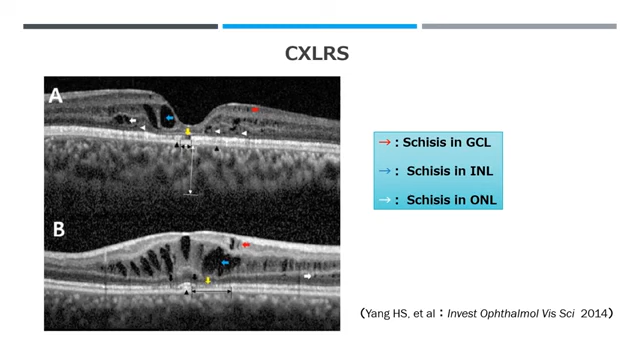 CXLRS
A
B
→ : Schisis in GCL
→ : Schisis in INL
→ : Schisis in ONL
（Yang HS, et al：Invest Ophthalmol Vis Sci 2014）